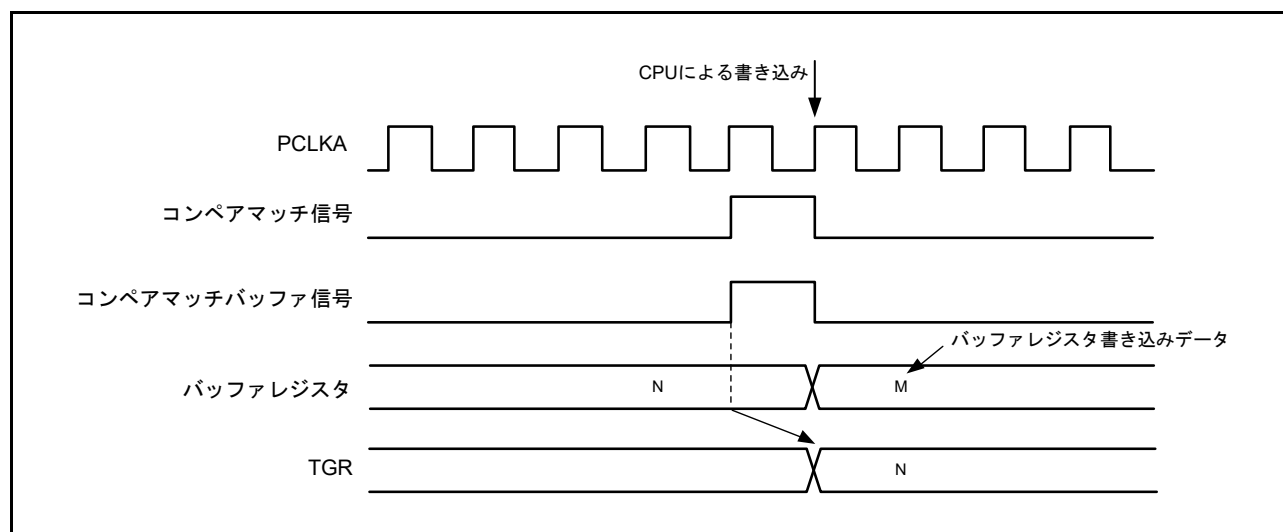 CPUによる書き込み
PCLKA
コンペアマッチ信号
コンペアマッチバッファ信号
バッファレジスタ書き込みデータ
バッファレジスタ
N
M
TGR
N